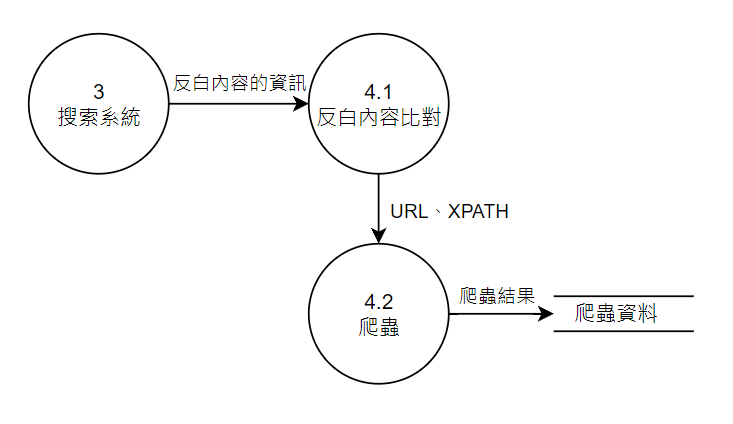 3
搜索系統
反白內容的資訊
4.1
反白內容比對
URL、XPATH
4.2
爬蟲
爬蟲結果
爬蟲資料